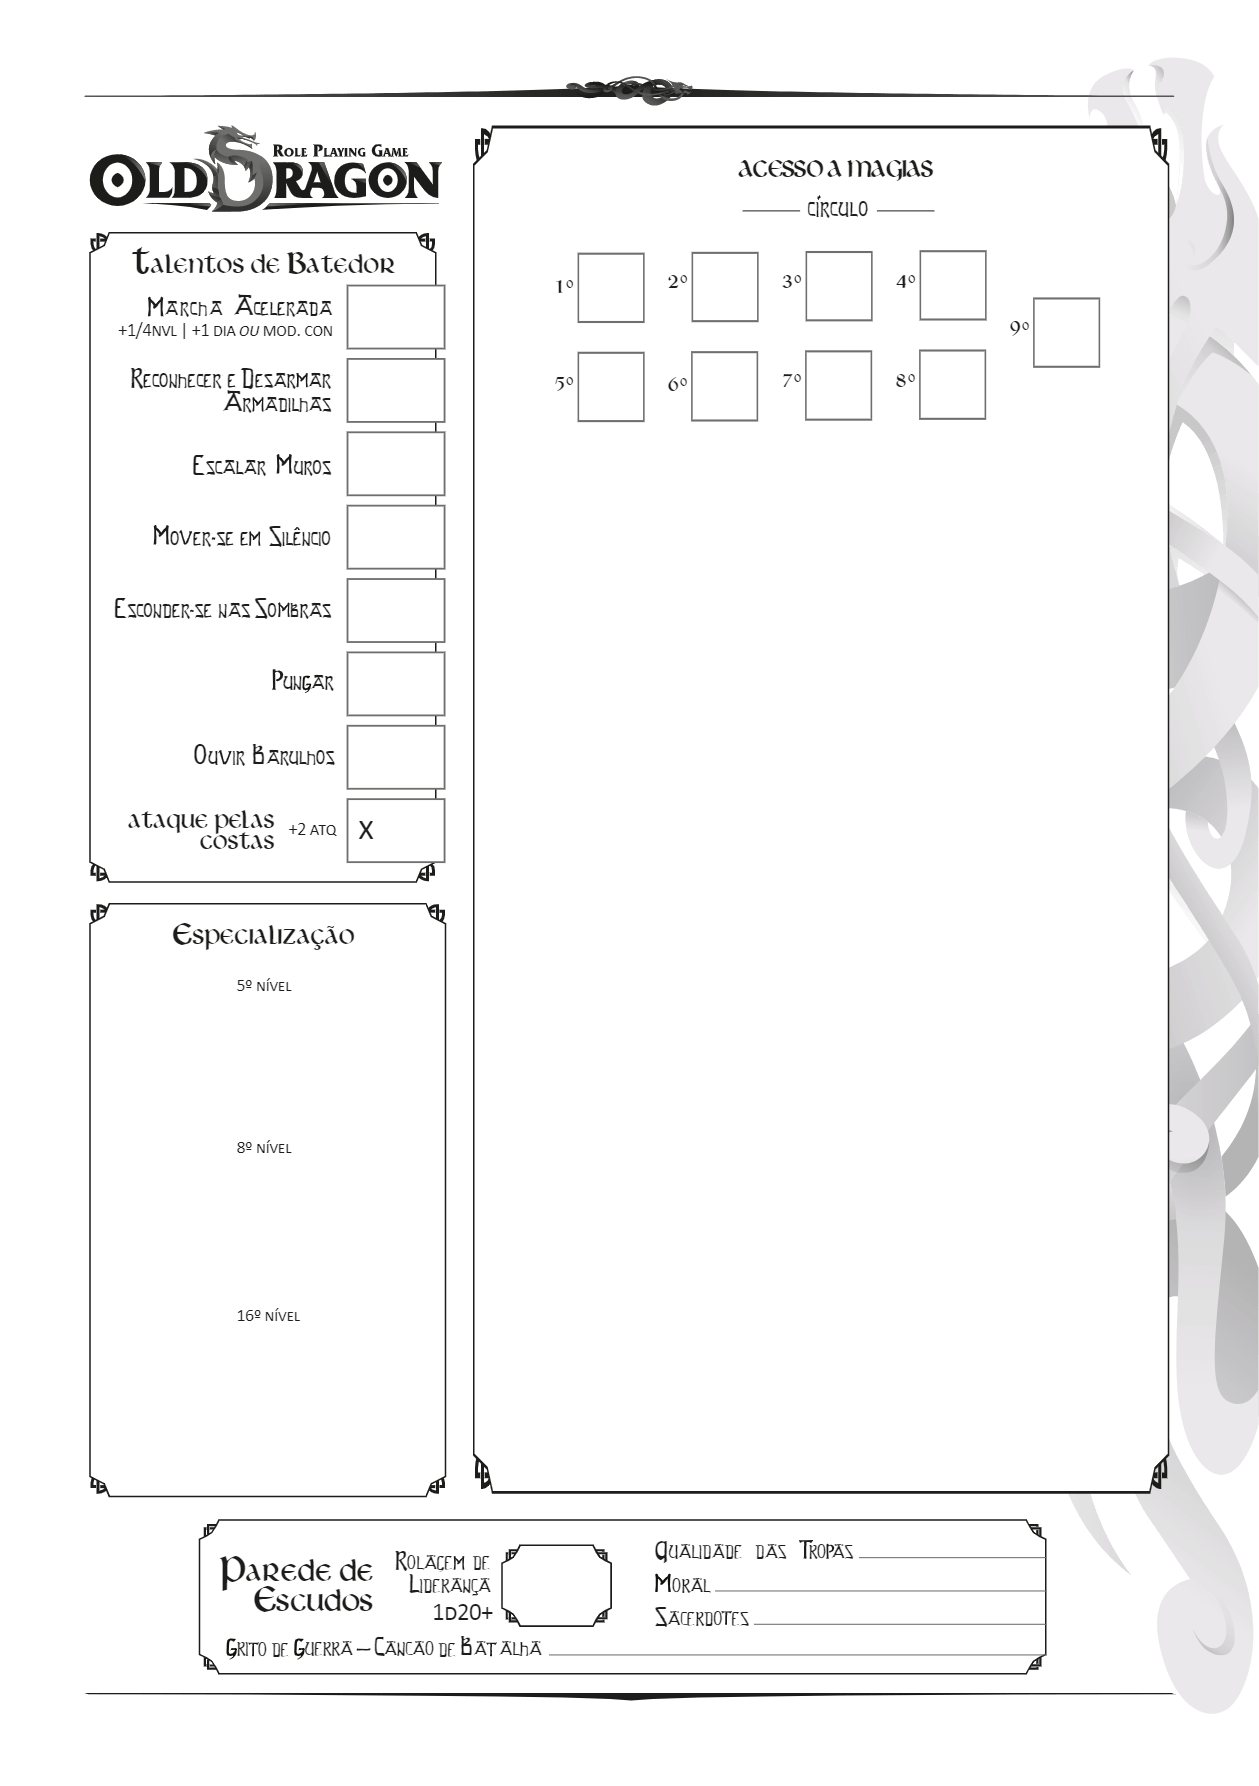 Role Playing Game
OLD DRAGON
Talentos de Batedor
Marcha Acelerada
+1/4NVL | +1 DIA OU MOD. CON
Reconhecer e Desarmar
Armadilhas
Escalar Muros
Mover-se em Silêncio
Esconder-se nas Sombras
Pungar
Ouvir Barulhos
ataque pelas
costas +2 ATQ X
Especialização
5º NÍVEL
8º NÍVEL
16º NÍVEL
acesso a magias
CÍRCULO
1º 2º 3º 4º
9º
5º 6º 7º 8º
Parede de
Escudos
Rolagem de
Liderança
1D20+
Qualidade das Tropas
Moral
Sacerdotes
Grito de Guerra – Cancao de Batalha